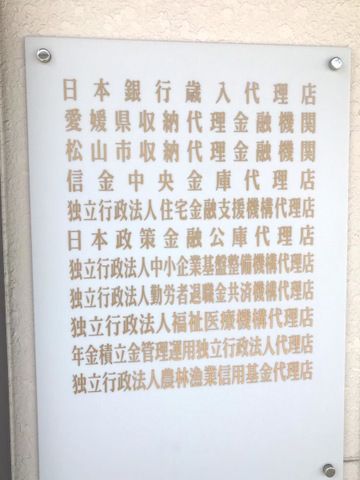 日本銀行歳入代理店
愛媛県収納代理金融機関
松山市収納代理金融機関
信金中央金庫代理店
独立行政法人住宅金融支援機構代理店
日本政策金融公庫代理店
独立行政法人中小企業基盤整備機構代理店
独立行政法人勤労者退職金共済機構代理店
独立行政法人福祉医療機構代理店
年金積立金管理運用独立行政法人代理店
独立行政法人農林漁業信用基金代理店